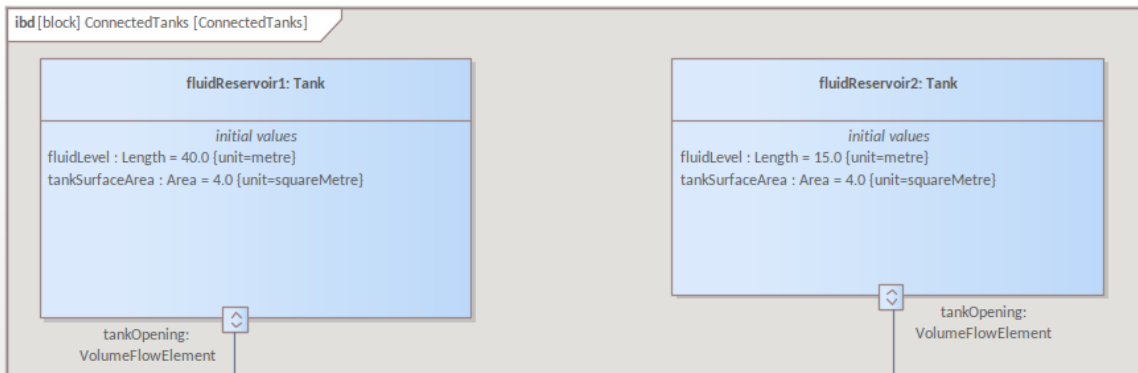 ibd [block] ConnectedTanks [ConnectedTanks]
fluidReservoir1: Tank
initial values
fluidLevel : Length = 40.0 {unit=metre}
tankSurfaceArea : Area = 4.0 {unit=squareMetre}
tankOpening:
VolumeFlowElement
fluidReservoir2: Tank
initial values
fluidLevel : Length = 15.0 {unit=metre}
tankSurfaceArea : Area = 4.0 {unit=squareMetre}
tankOpening:
VolumeFlowElement